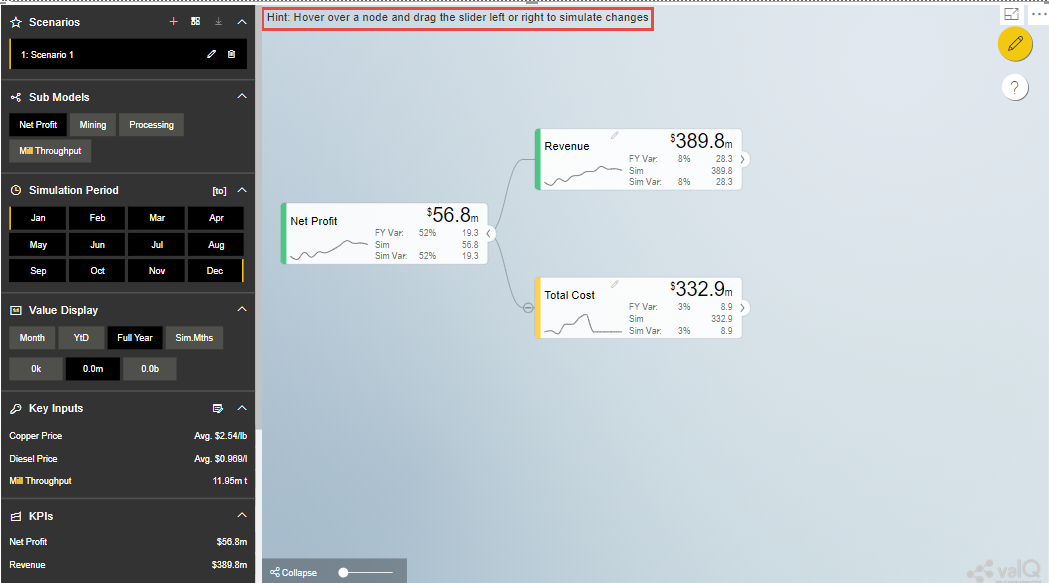 Hint: Hover over a node and drag the slider left or right to simulate changes
Scenarios
1: Scenario 1
Sub Models
Net Profit Mining Processing
Mill Throughput
Simulation Period [to]
Jan Feb Mar Apr
May Jun Jul Aug
Sep Oct Nov Dec
Value Display
Month YtD Full Year Sim.Mths
0k 0.0m 0.0b
Key Inputs
Copper Price Avg. $2.54/lb
Diesel Price Avg. $0.969/l
Mill Throughput 11.95m t
KPIs
Net Profit $56.8m
Revenue $389.8m
?
Net Profit $56.8m
FY Var: 52% 19.3
Sim 56.8
Sim Var: 52% 19.3
Revenue $389.8m
FY Var: 8% 28.3
Sim 389.8
Sim Var: 8% 28.3
Total Cost $332.9m
FY Var: 3% 8.9
Sim 332.9
Sim Var: 3% 8.9
Collapse
valQ